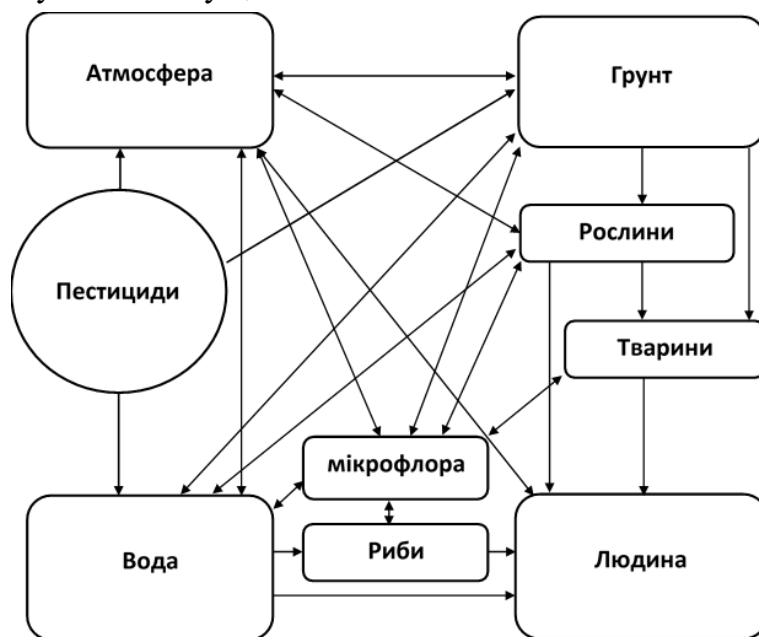 Атмосфера
Грунт
Рослини
Пестициди
Тварини
мікрофлора
Риби
Вода
Людина